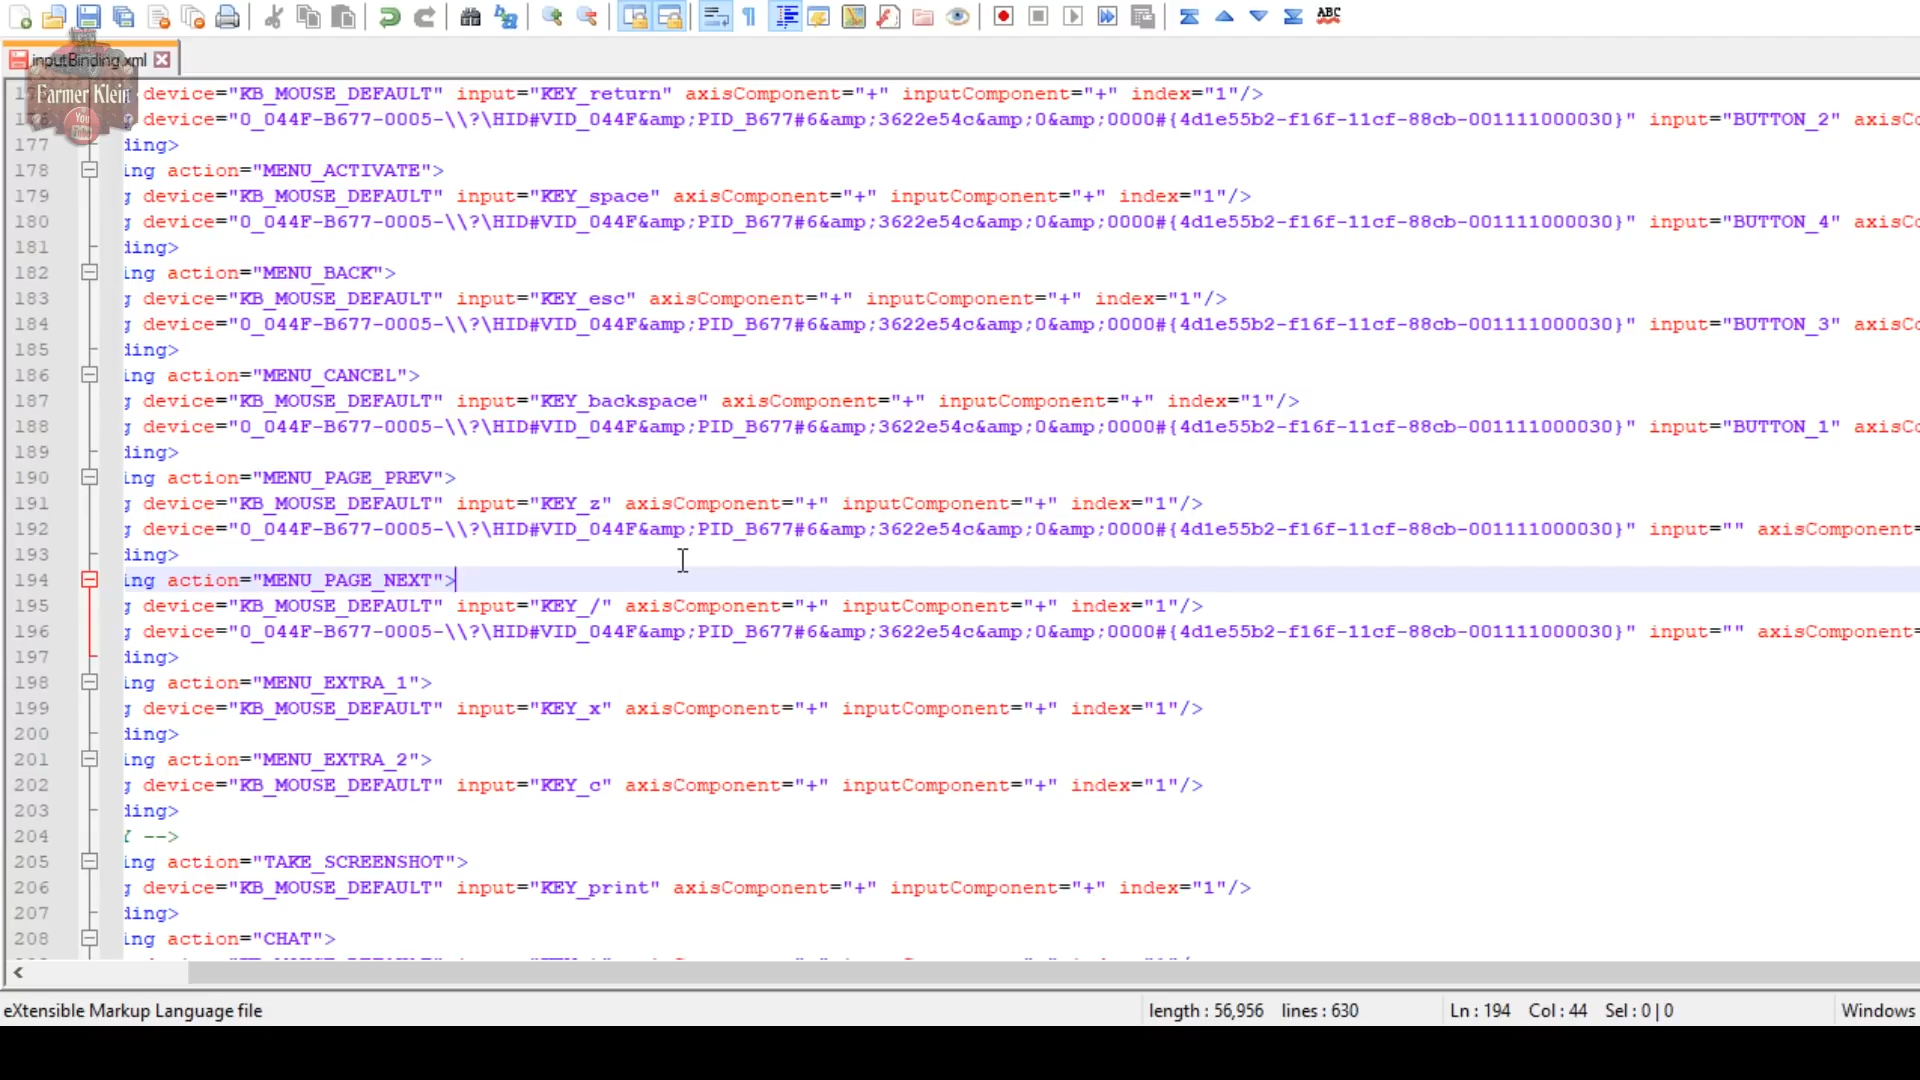 ABC
inputBinding.xml
Farmer Klein
You
Tube
device="KB_MOUSE_DEFAULT" input="KEY_return" axisComponent="+" inputComponent="+" index="1"/>
device="0_044F-B677-0005-\\?\HID#VID_044F&amp;PID_B677#6&amp;3622e54c&amp;0&amp;0000#{4d1e55b2-f16f-11cf-88cb-001111000030}" input="BUTTON_2" axisC
177 ding>
178 ing action="MENU_ACTIVATE">
179 g device="KB_MOUSE_DEFAULT" input="KEY_space" axisComponent="+" inputComponent="+" index="1"/>
180 g device="0_044F-B677-0005-\\?\HID#VID_044F&amp;PID_B677#6&amp;3622e54c&amp;0&amp;0000#{4d1e55b2-f16f-11cf-88cb-001111000030}" input="BUTTON_4" axisC
181 ding>
182 ing action="MENU_BACK">
183 g device="KB_MOUSE_DEFAULT" input="KEY_esc" axisComponent="+" inputComponent="+" index="1"/>
184 g device="0_044F-B677-0005-\\?\HID#VID_044F&amp;PID_B677#6&amp;3622e54c&amp;0&amp;0000#{4d1e55b2-f16f-11cf-88cb-001111000030}" input="BUTTON_3" axisC
185 ding>
186 ing action="MENU_CANCEL">
187 g device="KB_MOUSE_DEFAULT" input="KEY_backspace" axisComponent="+" inputComponent="+" index="1"/>
188 g device="0_044F-B677-0005-\\?\HID#VID_044F&amp;PID_B677#6&amp;3622e54c&amp;0&amp;0000#{4d1e55b2-f16f-11cf-88cb-001111000030}" input="BUTTON_1" axisC
189 ding>
190 ing action="MENU_PAGE_PREV">
191 g device="KB_MOUSE_DEFAULT" input="KEY_z" axisComponent="+" inputComponent="+" index="1"/>
192 g device="0_044F-B677-0005-\\?\HID#VID_044F&amp;PID_B677#6&amp;3622e54c&amp;0&amp;0000#{4d1e55b2-f16f-11cf-88cb-001111000030}" input="" axisComponent=
193 ding>
194 ing action="MENU_PAGE_NEXT">
195 g device="KB_MOUSE_DEFAULT" input="KEY_/" axisComponent="+" inputComponent="+" index="1"/>
196 g device="0_044F-B677-0005-\\?\HID#VID_044F&amp;PID_B677#6&amp;3622e54c&amp;0&amp;0000#{4d1e55b2-f16f-11cf-88cb-001111000030}" input="" axisComponent=
197 ding>
198 ing action="MENU_EXTRA_1">
199 g device="KB_MOUSE_DEFAULT" input="KEY_x" axisComponent="+" inputComponent="+" index="1"/>
200 ding>
201 ing action="MENU_EXTRA_2">
202 g device="KB_MOUSE_DEFAULT" input="KEY_c" axisComponent="+" inputComponent="+" index="1"/>
203 ding>
204 -->
205 ing action="TAKE_SCREENSHOT">
206 g device="KB_MOUSE_DEFAULT" input="KEY_print" axisComponent="+" inputComponent="+" index="1"/>
207 ding>
208 ing action="CHAT">
eXtensible Markup Language file length : 56,956 lines : 630 Ln : 194 Col : 44 Sel : 0 | 0 Windows